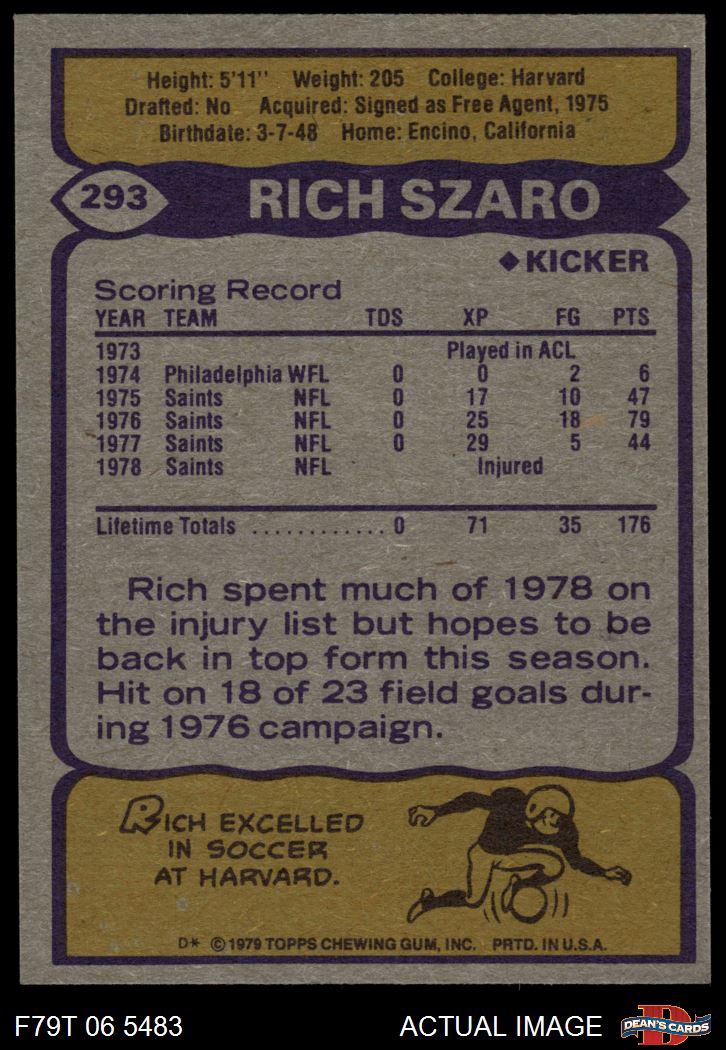 Height: 5'11" Weight: 205 College: Harvard
Drafted: No Acquired: Signed as Free Agent, 1975
Birthdate: 3-7-48 Home: Encino, California
293 RICH SZARO
◆KICKER
Scoring Record
YEAR TEAM TDS XP FG PTS
1973 Played in ACL
1974 Philadelphia WFL 0 0 2 6
1975 Saints NFL 0 17 10 47
1976 Saints NFL 0 25 18 79
1977 Saints NFL 0 29 5 44
1978 Saints NFL Injured
Lifetime Totals ............ 0 71 35 176
Rich spent much of 1978 on
the injury list but hopes to be
back in top form this season.
Hit on 18 of 23 field goals dur-
ing 1976 campaign.
RICH EXCELLED
IN SOCCER
AT HARVARD.
D* ©1979 TOPPS CHEWING GUM, INC. PRTD. IN U.S.A.
F79T 06 5483 ACTUAL IMAGE D DEAN'S CARDS